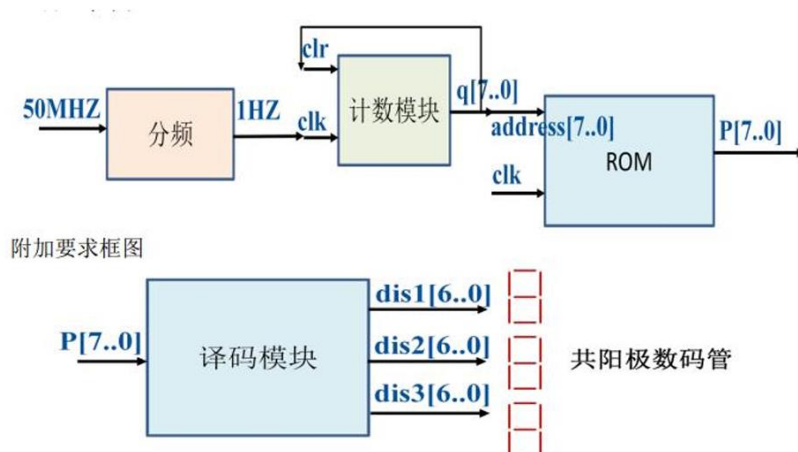 clr
50MHZ
分频
1HZ
clk
计数模块
q[7..0]
address[7..0]
ROM
clk
P[7..0]
附加要求框图
P[7..0]
译码模块
dis1[6..0]
dis2[6..0]
dis3[6..0]
共阳极数码管